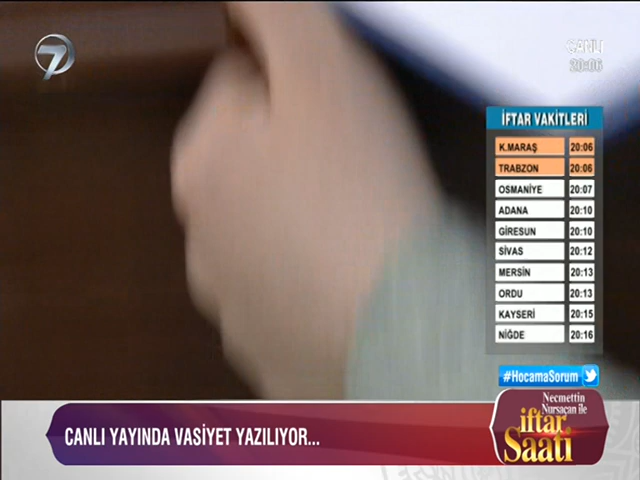 7
CANLI
20:06
İFTAR VAKİTLERİ
K.MARAŞ 20:06
TRABZON 20:06
OSMANİYE 20:07
ADANA 20:10
GİRESUN 20:10
SİVAS 20:12
MERSİN 20:13
ORDU 20:13
KAYSERİ 20:15
NİĞDE 20:16
#HocamaSorum
Necmettin
Nursaçan ile
iftar
Saati
CANLI YAYINDA VASİYET YAZILIYOR...